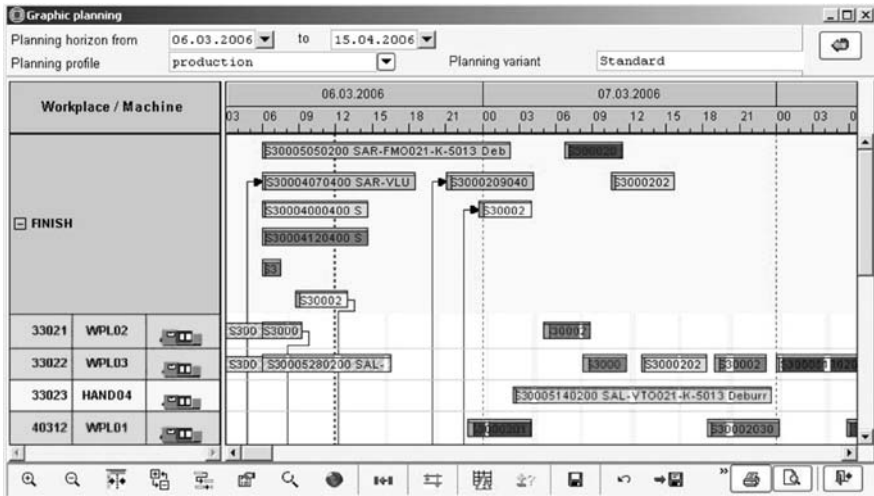 Graphic planning
Planning horizon from 06.03.2006 to 15.04.2006
Planning profile production Planning variant Standard
Workplace / Machine 06.03.2006 07.03.2006
03 06 09 12 15 18 21 00 03 06 09 12 15 18 21 00 03 0
S30005050200 SAR-FMO021-K-5013 Deb
S30004070400 SAR-VLU S3000209040 S3000202
S30004000400 S S30002
FINISH
S30004120400 S
S3
S30002
33021 WPL02 S300 S3000 30002
33022 WPL03 S300 S30005280200 SAL- S3000 S3000202 S30002
33023 HAND04 S30005140200 SAL-VTO021-K-5013 Deburr
40312 WPL01 S30002030